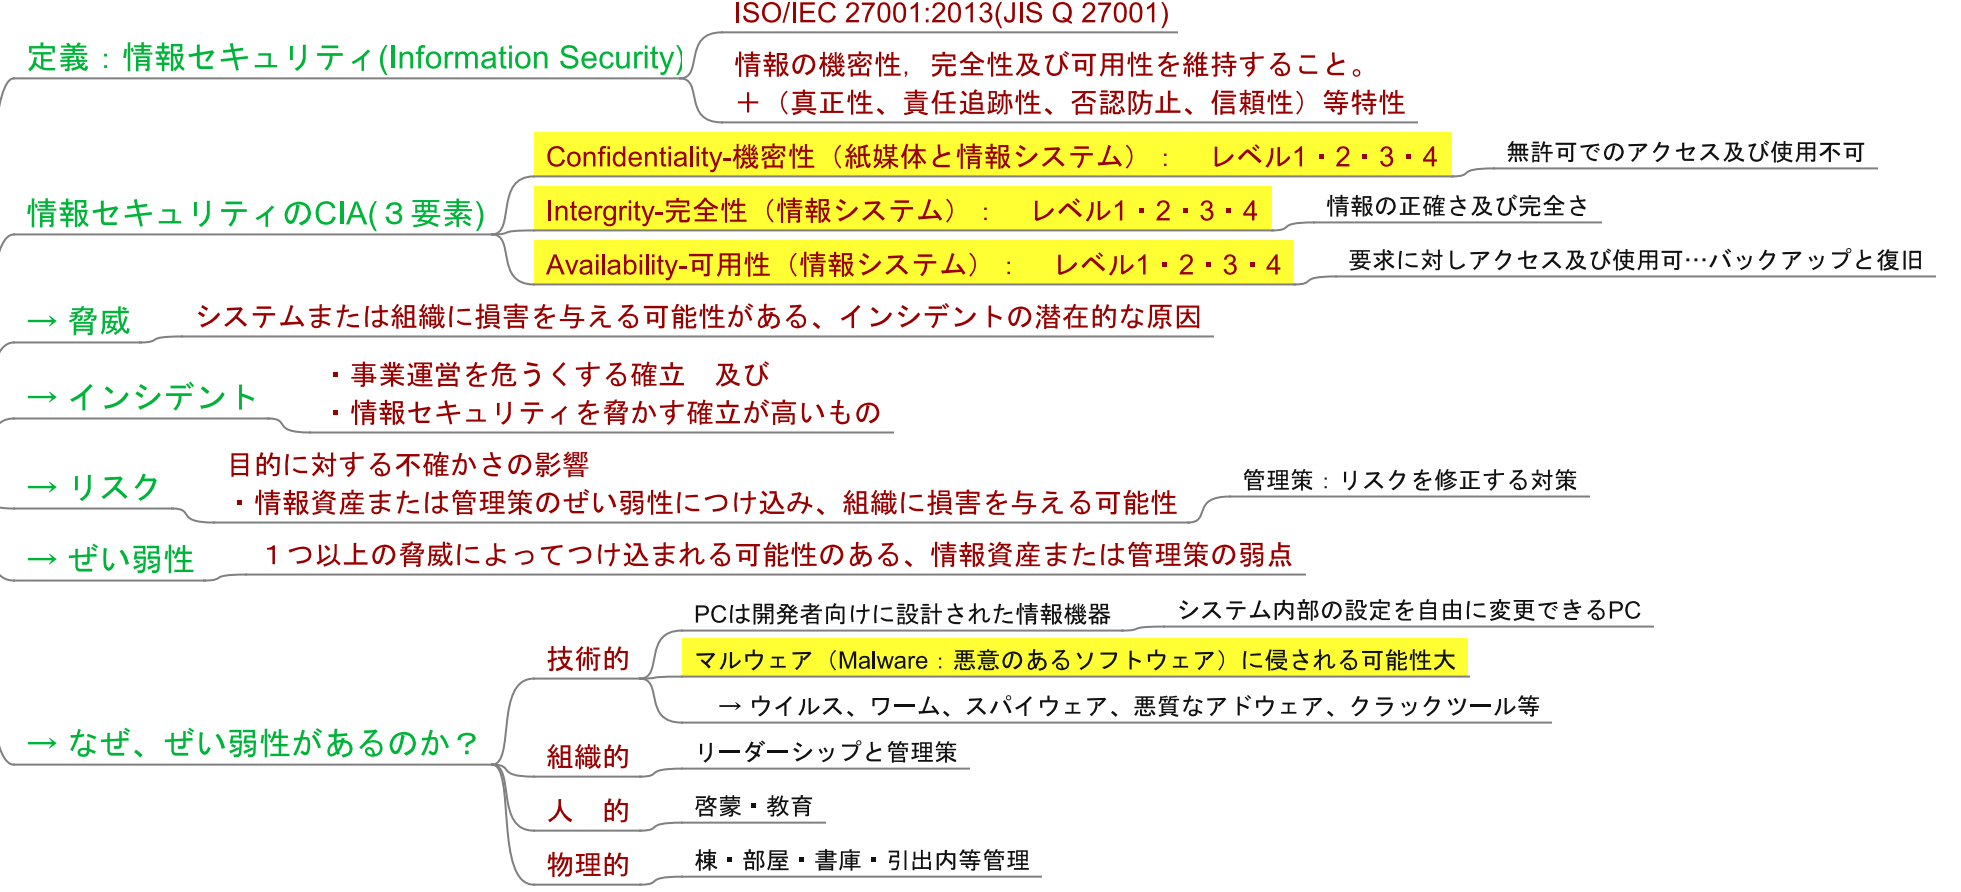 定義：情報セキュリティ(Information Security)
ISO/IEC 27001:2013(JIS Q 27001)
情報の機密性，完全性及び可用性を維持すること。
＋（真正性、責任追跡性、否認防止、信頼性）等特性
情報セキュリティのCIA(３要素)
Confidentiality-機密性（紙媒体と情報システム）：　レベル1・2・3・4
無許可でのアクセス及び使用不可
Intergrity-完全性（情報システム）：　レベル1・2・3・4
情報の正確さ及び完全さ
Availability-可用性（情報システム）：　レベル1・2・3・4
要求に対しアクセス及び使用可…バックアップと復旧
→ 脅威
システムまたは組織に損害を与える可能性がある、インシデントの潜在的な原因
→ インシデント
・事業運営を危うくする確立　及び
・情報セキュリティを脅かす確立が高いもの
→ リスク
目的に対する不確かさの影響
・情報資産または管理策のぜい弱性につけ込み、組織に損害を与える可能性
管理策：リスクを修正する対策
→ ぜい弱性
１つ以上の脅威によってつけ込まれる可能性のある、情報資産または管理策の弱点
→ なぜ、ぜい弱性があるのか？
技術的
PCは開発者向けに設計された情報機器
システム内部の設定を自由に変更できるPC
マルウェア（Malware：悪意のあるソフトウェア）に侵される可能性大
→ ウイルス、ワーム、スパイウェア、悪質なアドウェア、クラックツール等
組織的
リーダーシップと管理策
人　的
啓蒙・教育
物理的
棟・部屋・書庫・引出内等管理